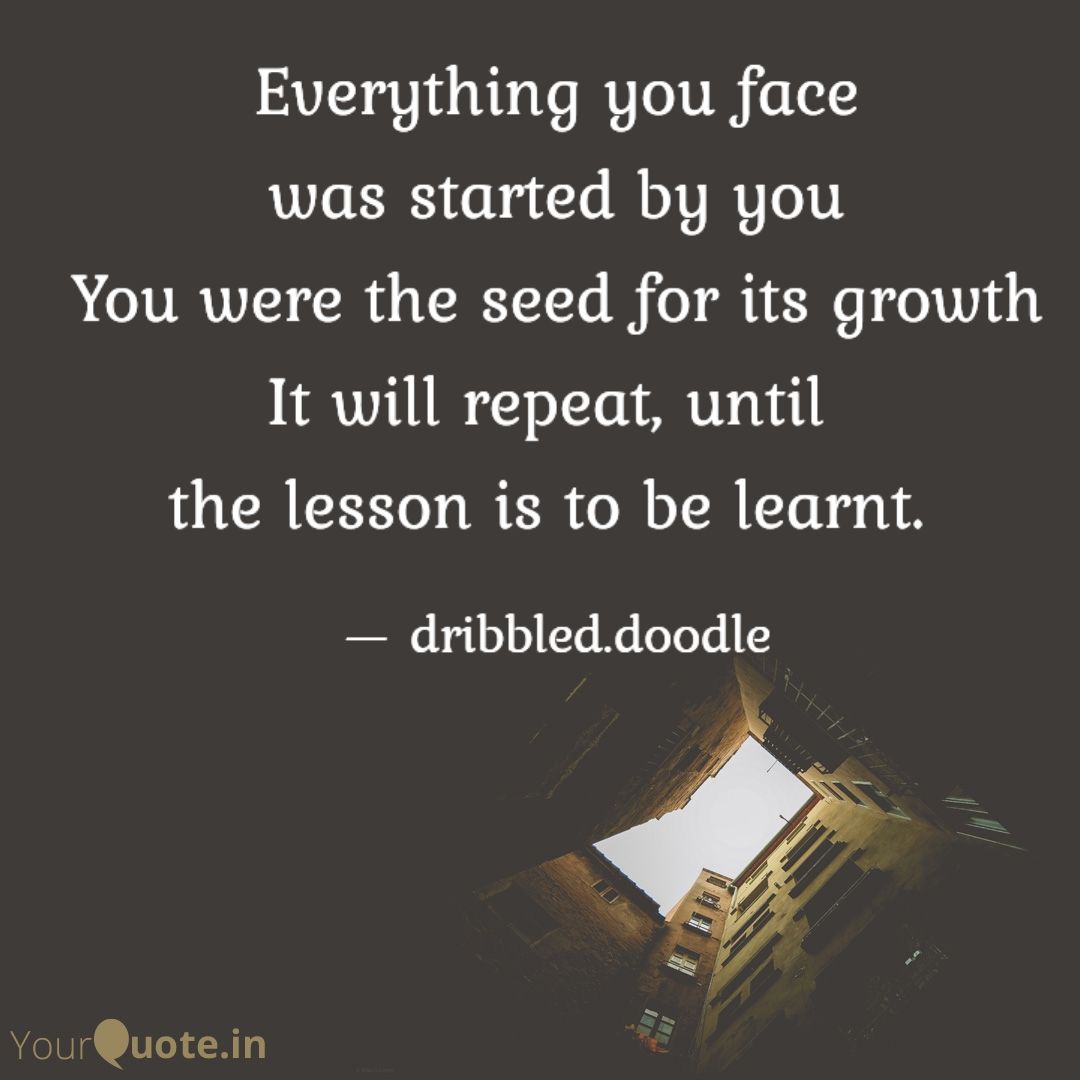 Everything you face
was started by you
You were the seed for its growth
It will repeat, until
the lesson is to be learnt.
— dribbled.doodle
YourQuote.in